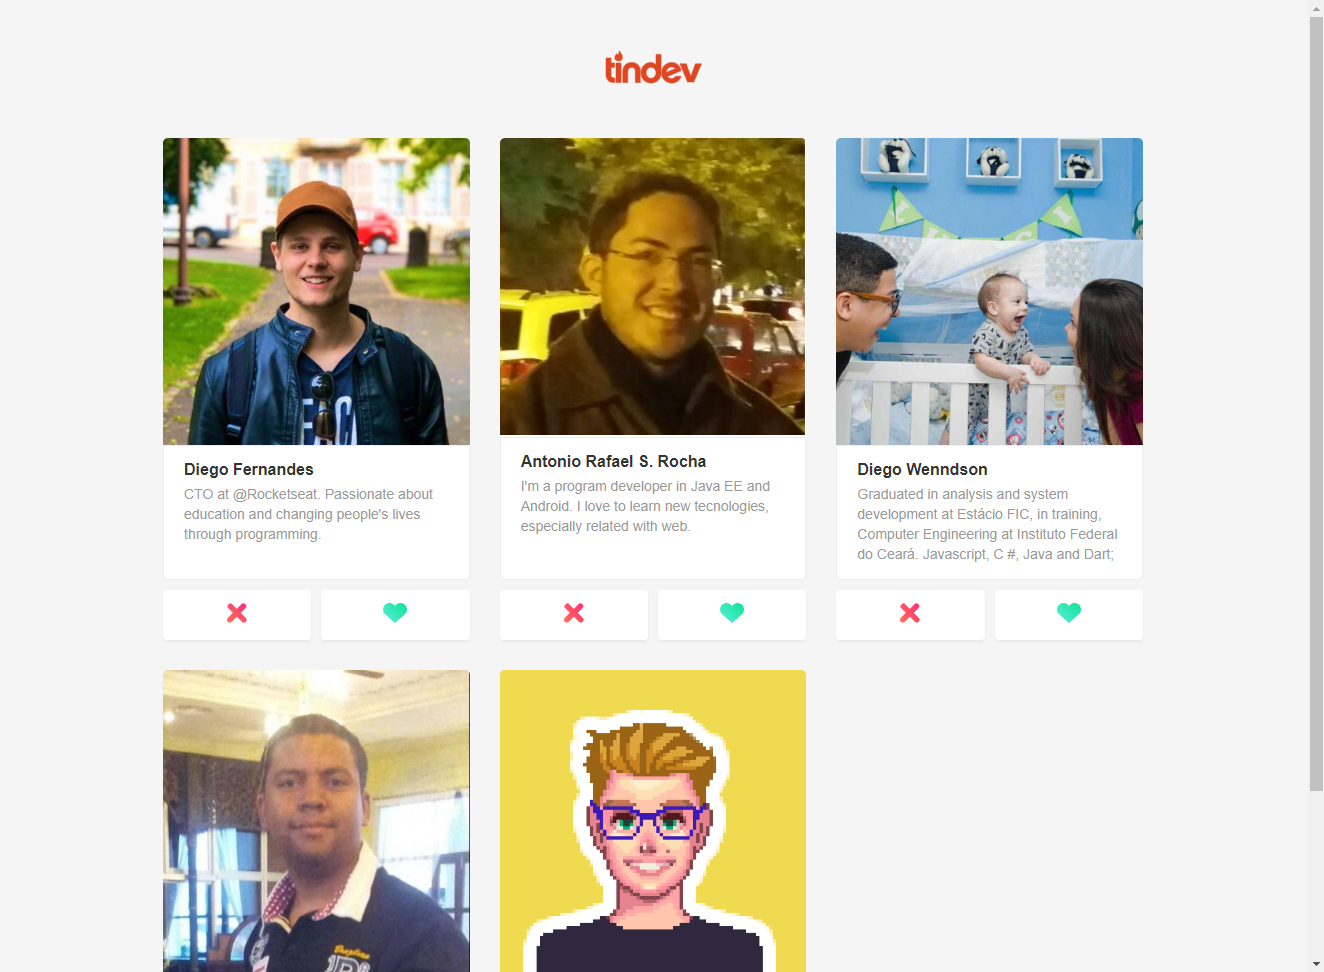 tindev
Diego Fernandes
CTO at @Rocketseat. Passionate about
education and changing people's lives
through programming.
Antonio Rafael S. Rocha
I'm a program developer in Java EE and
Android. I love to learn new tecnologies,
especially related with web.
Diego Wenndson
Graduated in analysis and system
development at Estácio FIC, in training,
Computer Engineering at Instituto Federal
do Ceará. Javascript, C #, Java and Dart;